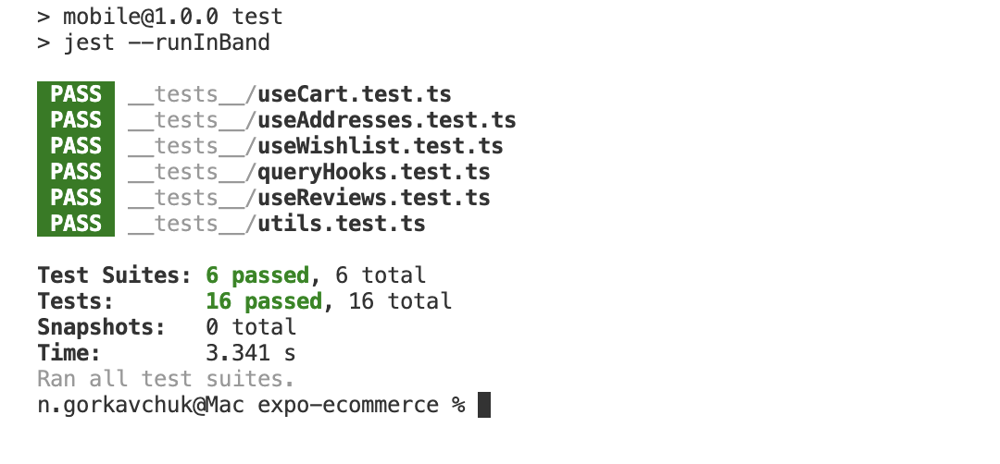 > mobile@1.0.0 test
> jest --runInBand
PASS __tests__/useCart.test.ts
PASS __tests__/useAddresses.test.ts
PASS __tests__/useWishlist.test.ts
PASS __tests__/queryHooks.test.ts
PASS __tests__/useReviews.test.ts
PASS __tests__/utils.test.ts
Test Suites: 6 passed, 6 total
Tests: 16 passed, 16 total
Snapshots: 0 total
Time: 3.341 s
Ran all test suites.
n.gorkavchuk@Mac expo-ecommerce %